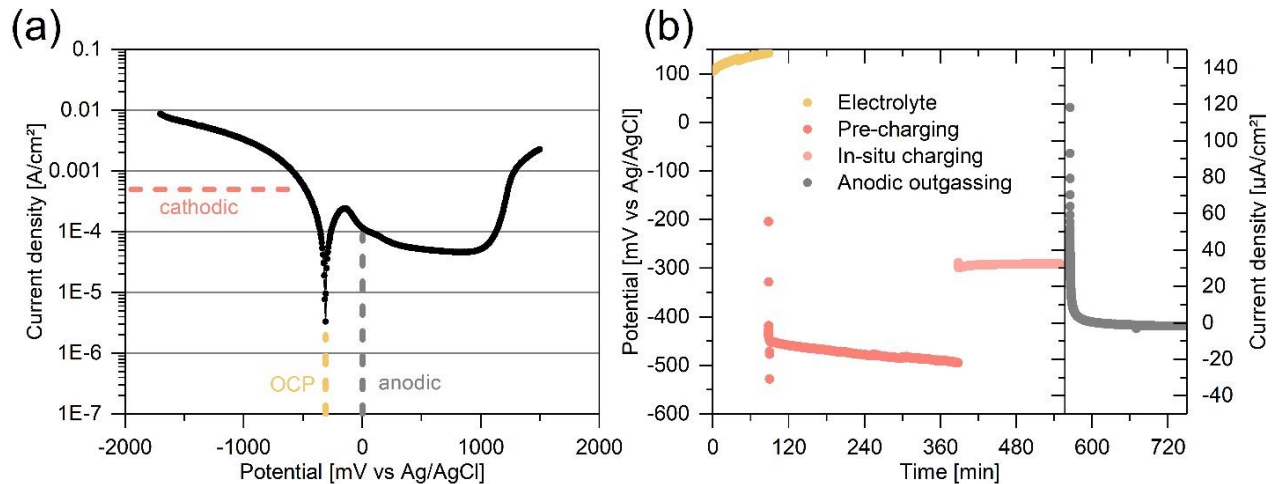 (a)
0.1
0.01
0.001
1E-4
1E-5
1E-6
1E-7
Current density [A/cm²]
cathodic
OCP
anodic
-2000 -1000 0 1000 2000
Potential [mV vs Ag/AgCl]
(b)
100
0
-100
-200
-300
-400
-500
-600
Potential [mV vs Ag/AgCl]
Electrolyte
Pre-charging
In-situ charging
Anodic outgassing
140
120
100
80
60
40
20
0
-20
-40
Current density [µA/cm²]
0 120 240 360 480 600 720
Time [min]